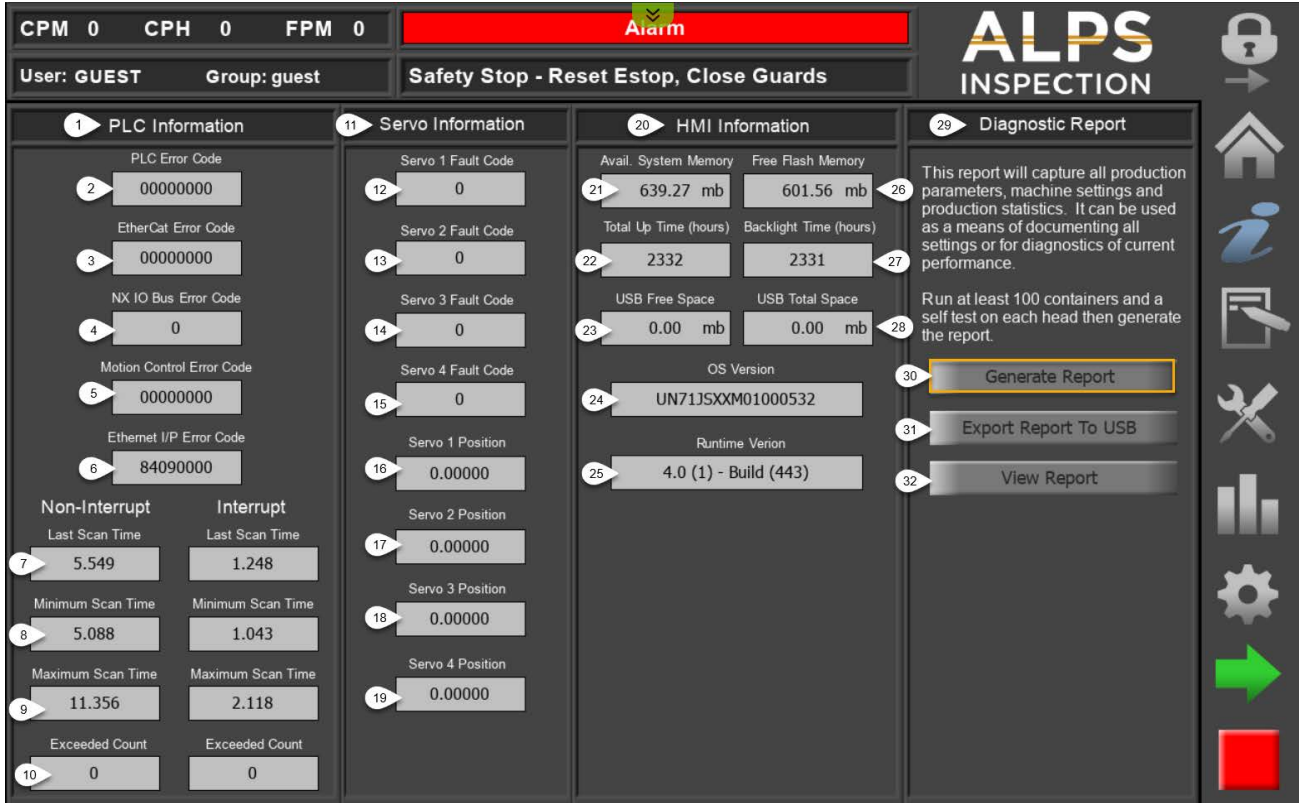 CPM 0 CPH 0 FPM 0
Alarm
ALPS
INSPECTION
User: GUEST Group: guest
Safety Stop - Reset Estop, Close Guards
1 PLC Information
PLC Error Code
2 00000000
EtherCat Error Code
3 00000000
NX IO Bus Error Code
4 0
Motion Control Error Code
5 00000000
Ethernet I/P Error Code
6 84090000
Non-Interrupt Interrupt
Last Scan Time Last Scan Time
7 5.549 1.248
Minimum Scan Time Minimum Scan Time
8 5.088 1.043
Maximum Scan Time Maximum Scan Time
9 11.356 2.118
Exceeded Count Exceeded Count
10 0 0
11 Servo Information
Servo 1 Fault Code
12 0
Servo 2 Fault Code
13 0
Servo 3 Fault Code
14 0
Servo 4 Fault Code
15 0
Servo 1 Position
16 0.00000
Servo 2 Position
17 0.00000
Servo 3 Position
18 0.00000
Servo 4 Position
19 0.00000
20 HMI Information
Avail. System Memory Free Flash Memory
21 639.27 mb 601.56 mb 26
Total Up Time (hours) Backlight Time (hours)
22 2332 2331 27
USB Free Space USB Total Space
23 0.00 mb 0.00 mb 28
OS Version
24 UN71JSXXM01000532
Runtime Verion
25 4.0 (1) - Build (443)
29 Diagnostic Report
This report will capture all production
parameters, machine settings and
production statistics. It can be used
as a means of documenting all
settings or for diagnostics of current
performance.
Run at least 100 containers and a
self test on each head then generate
the report.
30 Generate Report
31 Export Report To USB
32 View Report